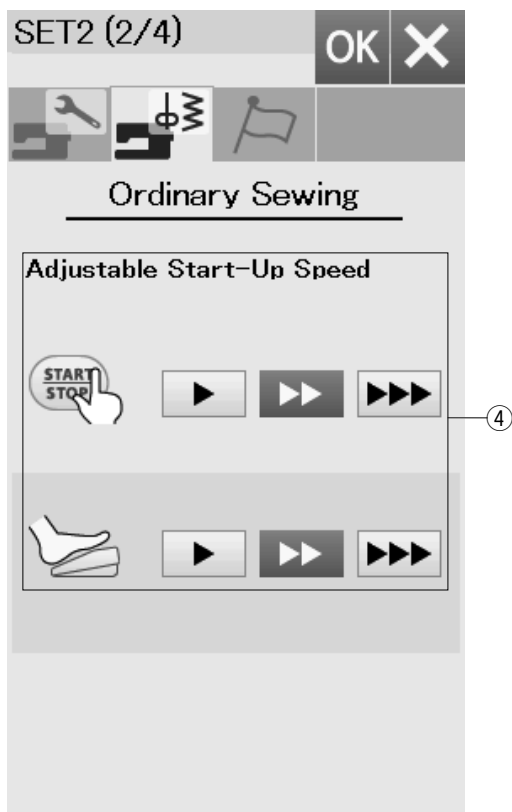 SET2 (2/4)
OK
Ordinary Sewing
Adjustable Start-Up Speed
START
STOP
④